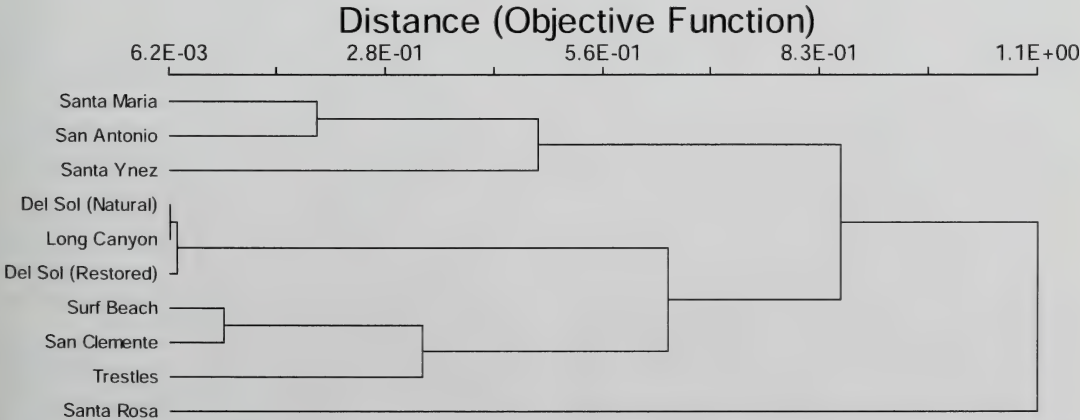 Distance (Objective Function)
6.2E-03 2.8E-01 5.6E-01 8.3E-01 1.1E+00
Santa Maria
San Antonio
Santa Ynez
Del Sol (Natural)
Long Canyon
Del Sol (Restored)
Surf Beach
San Clemente
Trestles
Santa Rosa